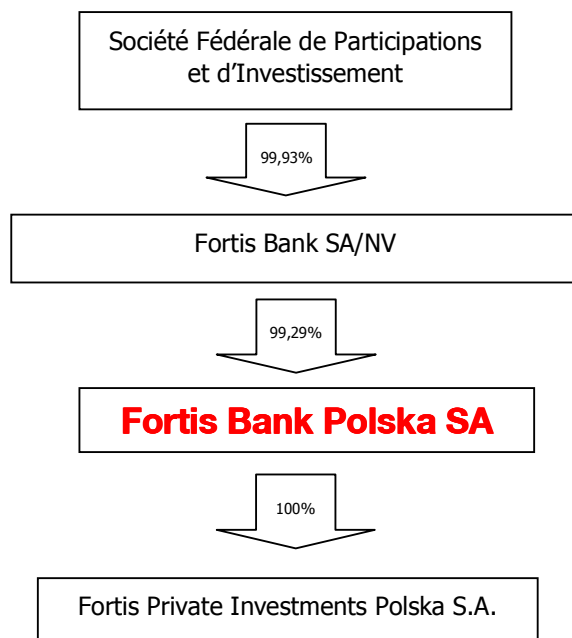 Société Fédérale de Participations
et d'Investissement
99,93%
Fortis Bank SA/NV
99,29%
Fortis Bank Polska SA
100%
Fortis Private Investments Polska S.A.